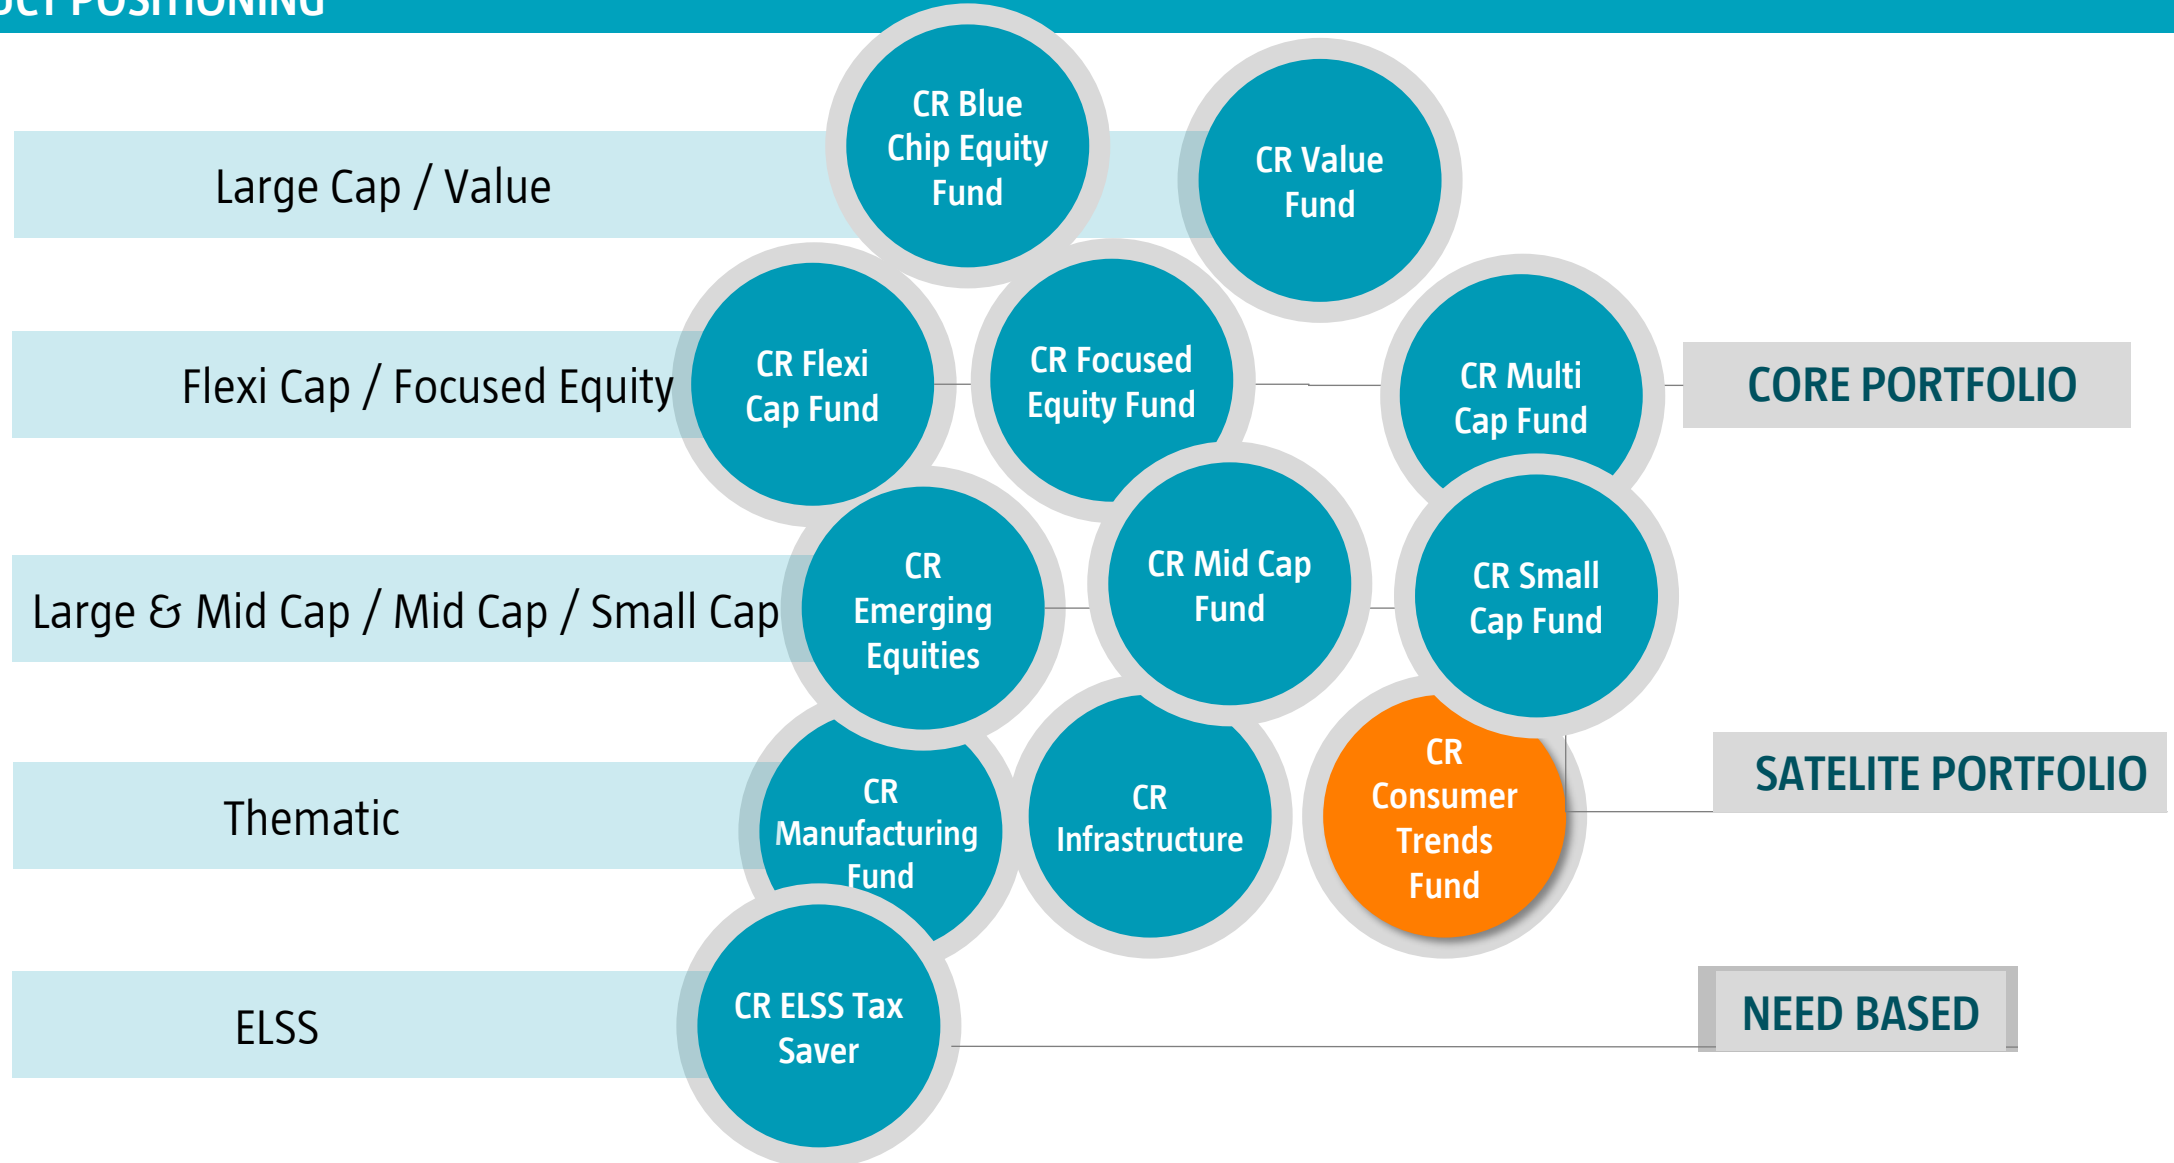 POSITIONING
Large Cap / Value
CR Blue
Chip Equity
Fund
CR Value
Fund
Flexi Cap / Focused Equity
CR Flexi
Cap Fund
CR Focused
Equity Fund
CR Multi
Cap Fund
CORE PORTFOLIO
Large & Mid Cap / Mid Cap / Small Cap
CR
Emerging
Equities
CR Mid Cap
Fund
CR Small
Cap Fund
Thematic
CR
Manufacturing
Fund
CR
Infrastructure
CR
Consumer
Trends
Fund
SATELITE PORTFOLIO
ELSS
CR ELSS Tax
Saver
NEED BASED